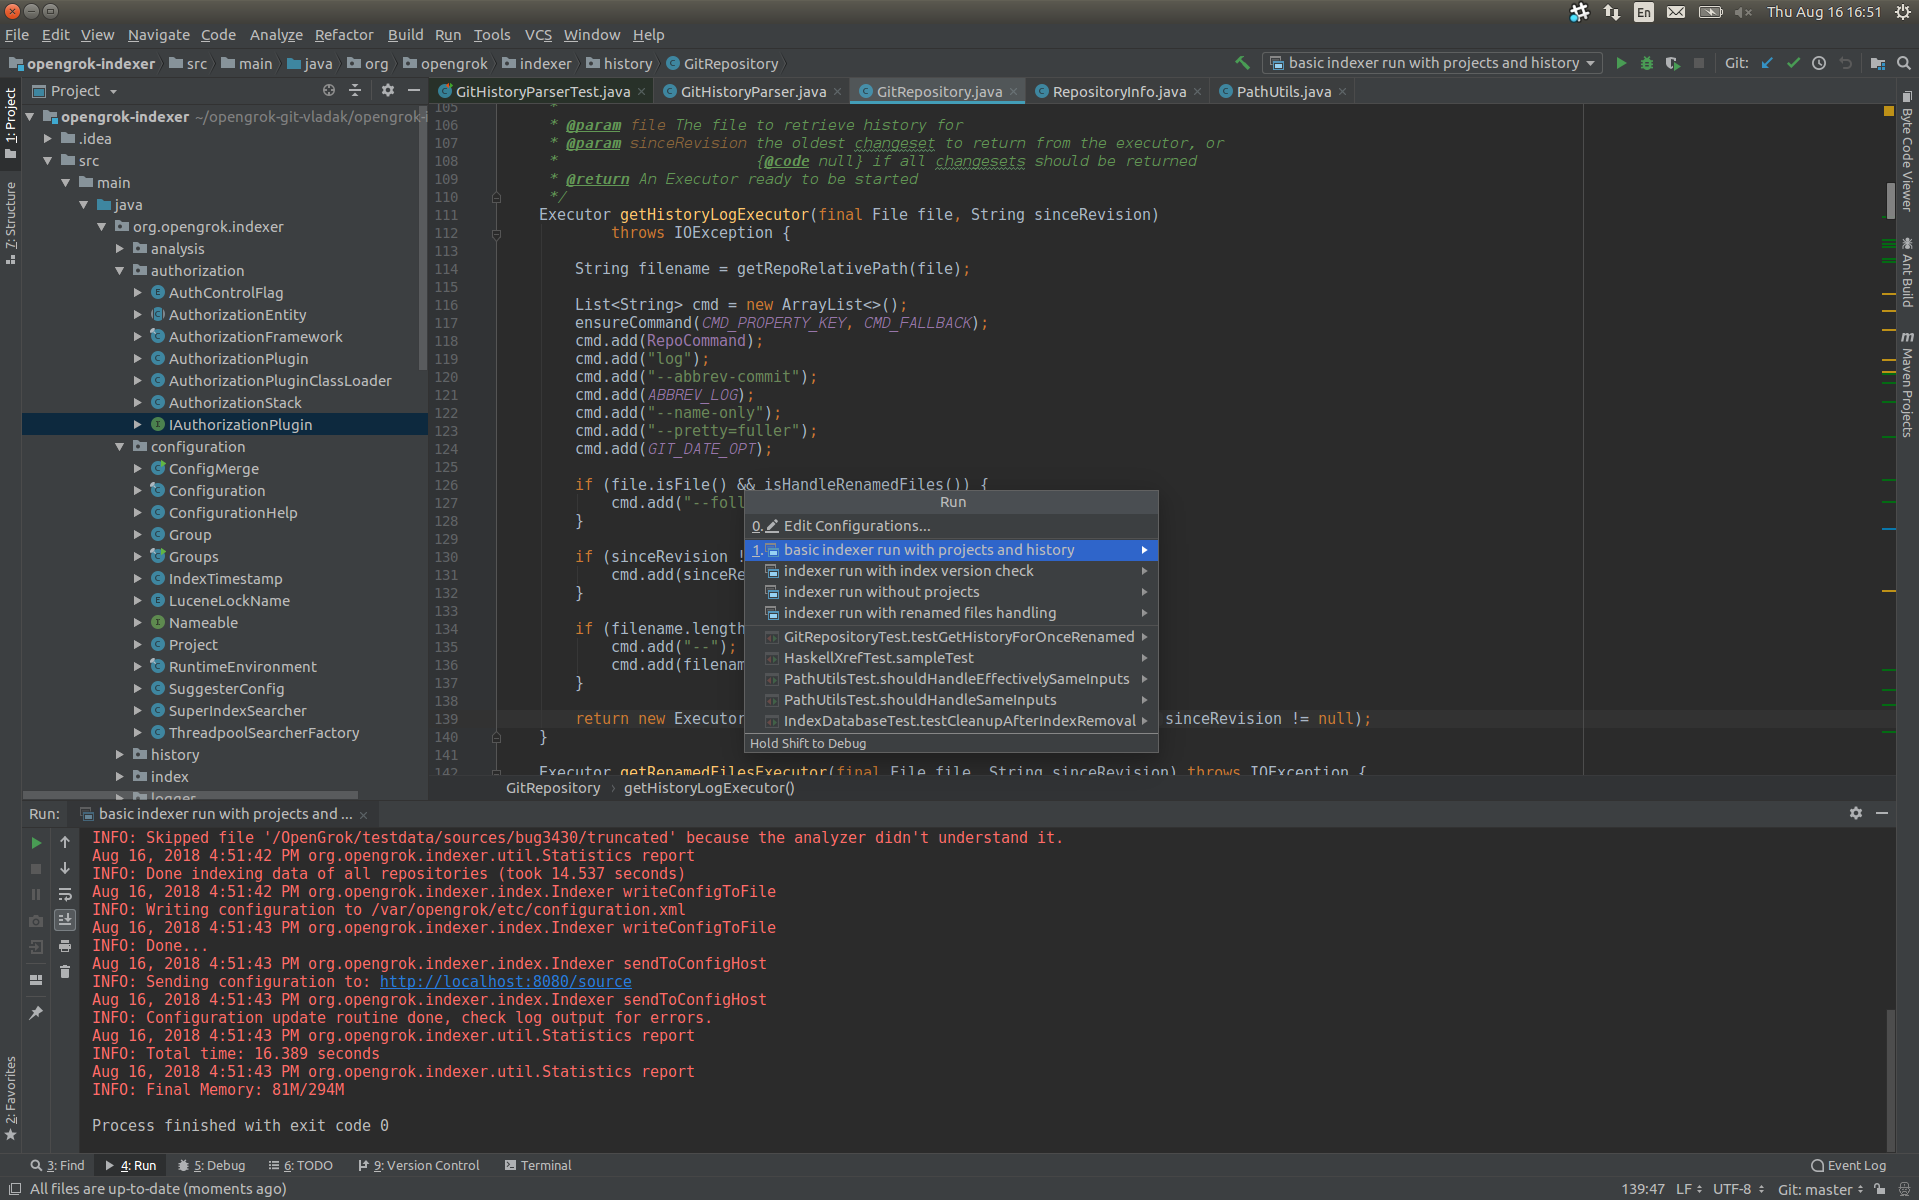 En
Thu Aug 16 16:51
File Edit View Navigate Code Analyze Refactor Build Run Tools VCS Window Help
opengrok-indexer src main java org opengrok indexer history GitRepository
basic indexer run with projects and history
Git:
1: Project
7: Structure
2: Favorites
Project
opengrok-indexer ~/opengrok-git-vladak/opengrok-i
.idea
src
main
java
org.opengrok.indexer
analysis
authorization
AuthControlFlag
AuthorizationEntity
AuthorizationFramework
AuthorizationPlugin
AuthorizationPluginClassLoader
AuthorizationStack
IAuthorizationPlugin
configuration
ConfigMerge
Configuration
ConfigurationHelp
Group
Groups
IndexTimestamp
LuceneLockName
Nameable
Project
RuntimeEnvironment
SuggesterConfig
SuperIndexSearcher
ThreadpoolSearcherFactory
history
index
logger
GitHistoryParserTest.java GitHistoryParser.java GitRepository.java RepositoryInfo.java PathUtils.java
105 *
106 * @param file The file to retrieve history for
107 * @param sinceRevision the oldest changeset to return from the executor, or
108 * {@code null} if all changesets should be returned
109 * @return An Executor ready to be started
110 */
111 Executor getHistoryLogExecutor(final File file, String sinceRevision)
112 throws IOException {
113
114 String filename = getRepoRelativePath(file);
115
116 List<String> cmd = new ArrayList<>();
117 ensureCommand(CMD_PROPERTY_KEY, CMD_FALLBACK);
118 cmd.add(RepoCommand);
119 cmd.add("log");
120 cmd.add("--abbrev-commit");
121 cmd.add(ABBREV_LOG);
122 cmd.add("--name-only");
123 cmd.add("--pretty=fuller");
124 cmd.add(GIT_DATE_OPT);
125
126 if (file.isFile() && isHandleRenamedFiles()) {
127 cmd.add("--foll
128 }
129
130 if (sinceRevision !
131 cmd.add(sinceRe
132 }
133
134 if (filename.length
135 cmd.add("--");
136 cmd.add(filenam
137 }
138
139 return new Executor sinceRevision != null);
140 }
141
142 Executor getRenamedFilesExecutor(final File file, String sinceRevision) throws IOException {
Run
0. Edit Configurations...
1. basic indexer run with projects and history
indexer run with index version check
indexer run without projects
indexer run with renamed files handling
GitRepositoryTest.testGetHistoryForOnceRenamed
HaskellXrefTest.sampleTest
PathUtilsTest.shouldHandleEffectivelySameInputs
PathUtilsTest.shouldHandleSameInputs
IndexDatabaseTest.testCleanupAfterIndexRemoval
Hold Shift to Debug
GitRepository › getHistoryLogExecutor()
Byte Code Viewer
Ant Build
m Maven Projects
Run: basic indexer run with projects and ...
INFO: Skipped file '/OpenGrok/testdata/sources/bug3430/truncated' because the analyzer didn't understand it.
Aug 16, 2018 4:51:42 PM org.opengrok.indexer.util.Statistics report
INFO: Done indexing data of all repositories (took 14.537 seconds)
Aug 16, 2018 4:51:42 PM org.opengrok.indexer.index.Indexer writeConfigToFile
INFO: Writing configuration to /var/opengrok/etc/configuration.xml
Aug 16, 2018 4:51:43 PM org.opengrok.indexer.index.Indexer writeConfigToFile
INFO: Done...
Aug 16, 2018 4:51:43 PM org.opengrok.indexer.index.Indexer sendToConfigHost
INFO: Sending configuration to: http://localhost:8080/source
Aug 16, 2018 4:51:43 PM org.opengrok.indexer.index.Indexer sendToConfigHost
INFO: Configuration update routine done, check log output for errors.
Aug 16, 2018 4:51:43 PM org.opengrok.indexer.util.Statistics report
INFO: Total time: 16.389 seconds
Aug 16, 2018 4:51:43 PM org.opengrok.indexer.util.Statistics report
INFO: Final Memory: 81M/294M
Process finished with exit code 0
3: Find 4: Run 5: Debug 6: TODO 9: Version Control Terminal Event Log
All files are up-to-date (moments ago) 139:47 LF UTF-8 Git: master